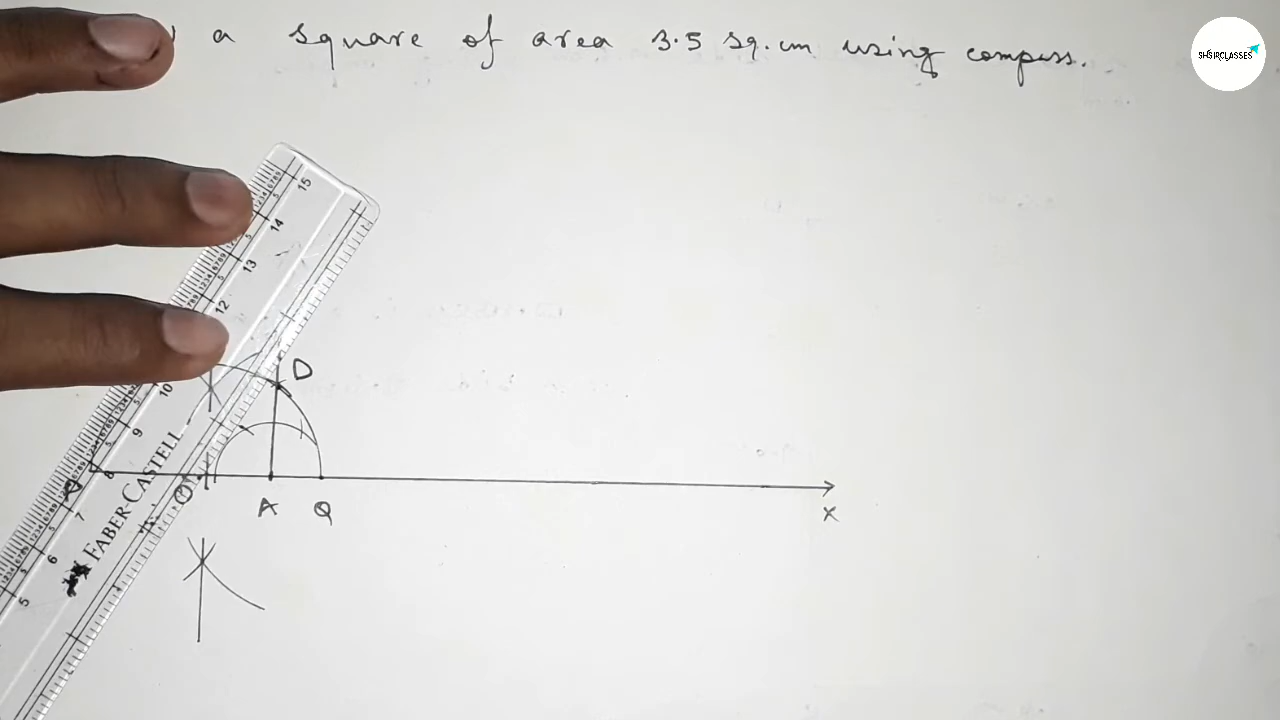 a square of area 3.5 sq.cm using compass.
SHSIRCLASSES
15
14
13
12
10
9
8
7
6
5
FABER-CASTELL
D
O
A Q
X